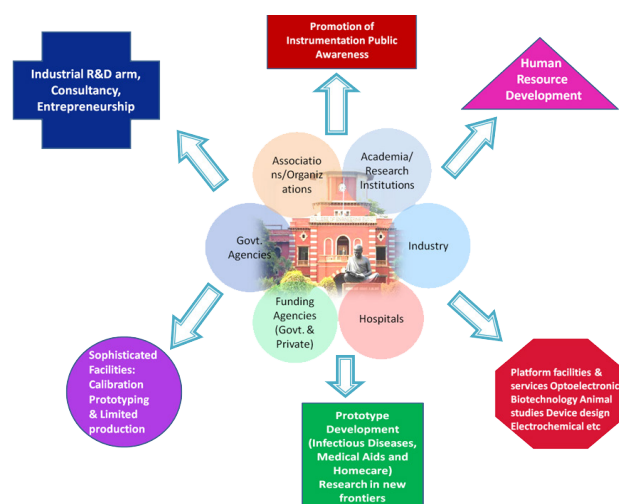 Promotion of
Instrumentation Public
Awareness
Industrial R&D arm,
Consultancy,
Entrepreneurship
Human
Resource
Development
Associatio
ns/Organiz
ations
Academia/
Research
Institutions
Govt.
Agencies
Industry
Funding
Agencies
(Govt. &
Private)
Hospitals
Sophisticated
Facilities:
Calibration
Prototyping
& Limited
production
Platform facilities &
services Optoelectronic
Biotechnology Animal
studies Device design
Electrochemical etc
Prototype
Development
(Infectious Diseases,
Medical Aids and
Homecare)
Research in new
frontiers